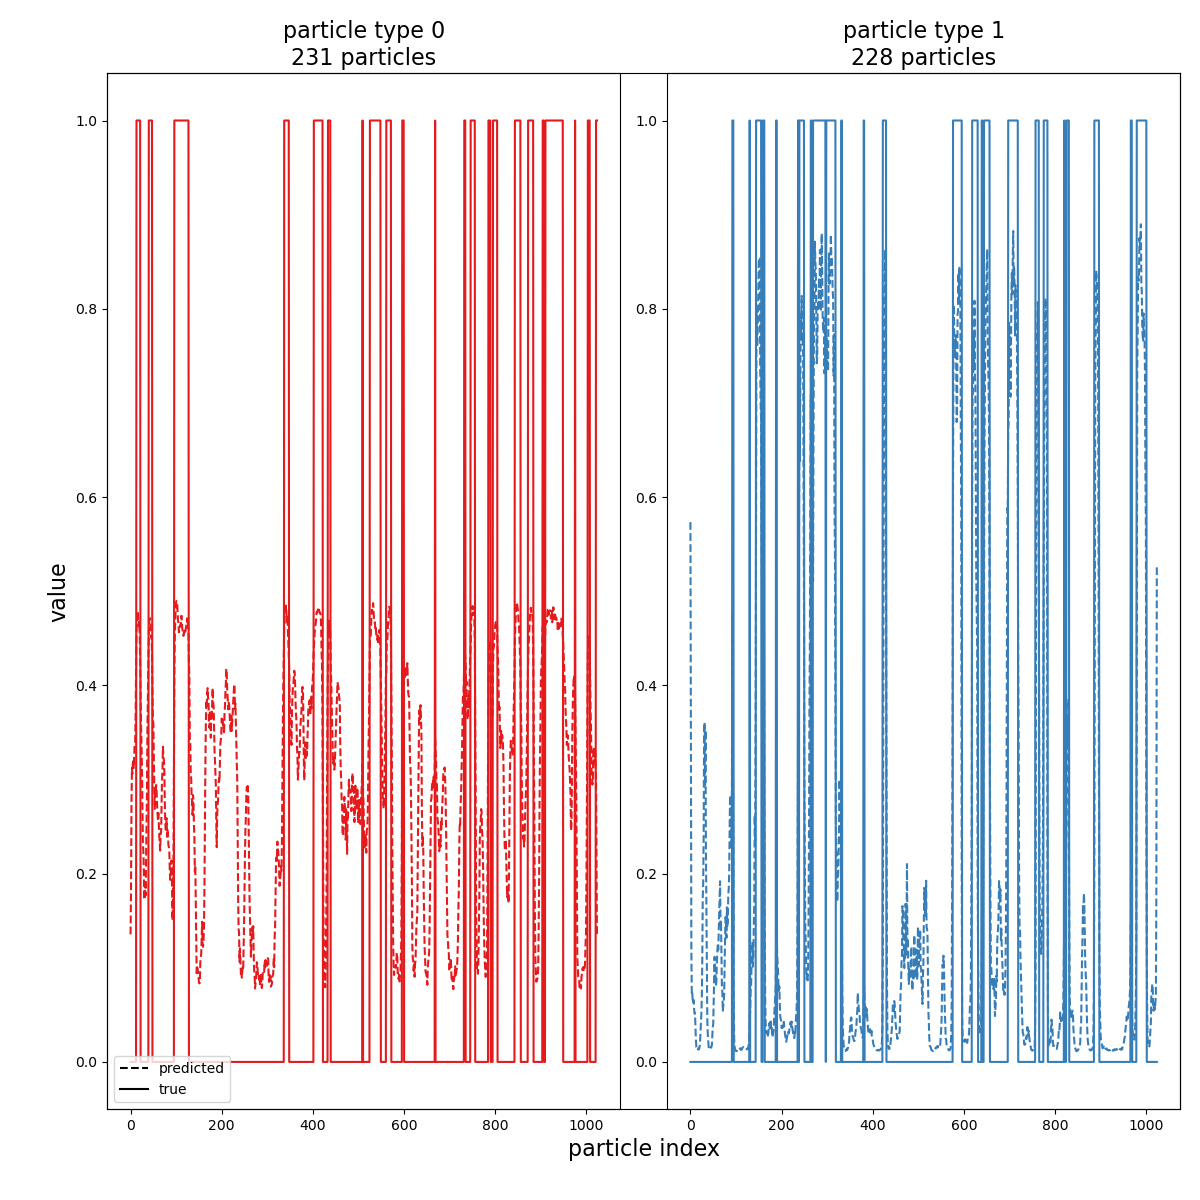 particle type 0
231 particles
particle type 1
228 particles
1.0
0.8
0.6
0.4
0.2
0.0
1.0
0.8
0.6
0.4
0.2
0.0
value
predicted
true
0 200 400 600 800 1000
0 200 400 600 800 1000
particle index